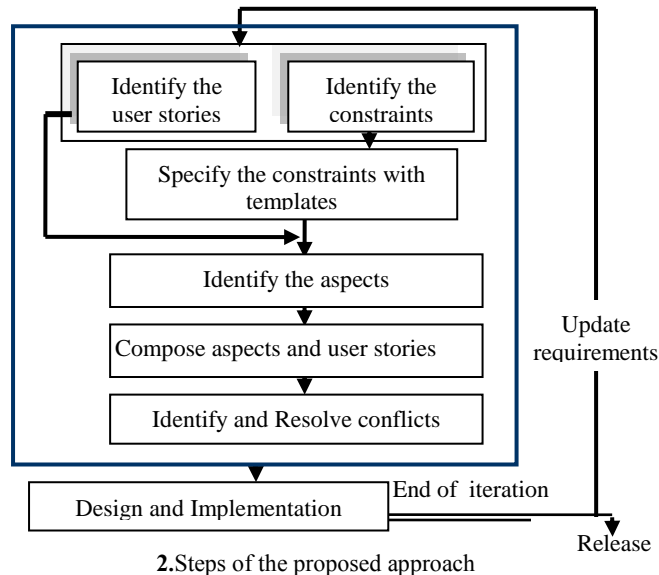 Identify the
user stories
Identify the
constraints
Specify the constraints with
templates
Identify the aspects
Compose aspects and user stories
Identify and Resolve conflicts
Update
requirements
Design and Implementation
End of iteration
Release
2.Steps of the proposed approach